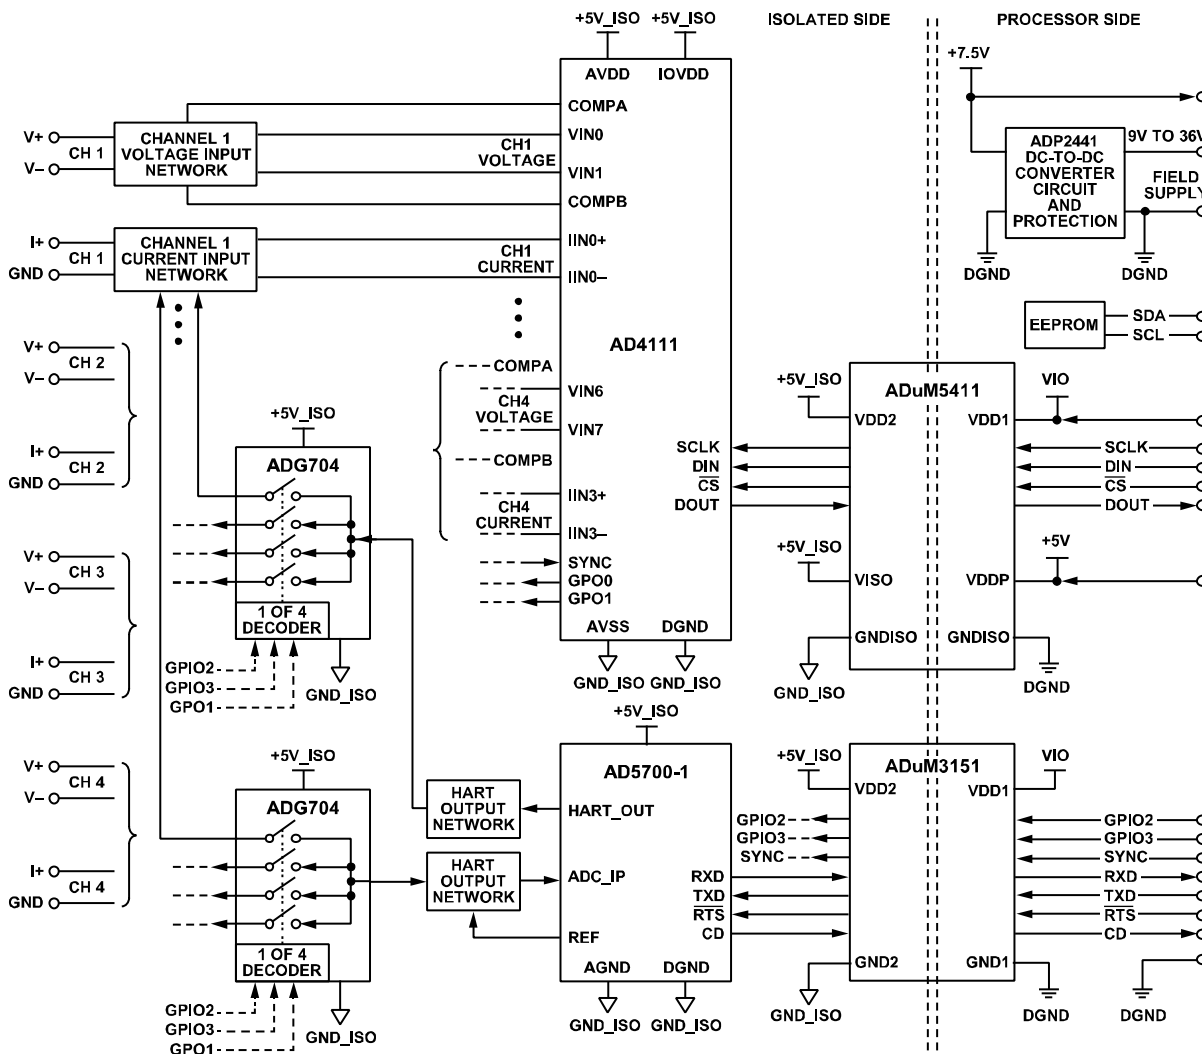 +5V_ISO
+5V_ISO
ISOLATED SIDE
PROCESSOR SIDE
AVDD
IOVDD
+7.5V
COMPA
V+
V–
CH 1
CHANNEL 1
VOLTAGE INPUT
NETWORK
CH1
VOLTAGE
VIN0
VIN1
COMPB
ADP2441
DC-TO-DC
CONVERTER
CIRCUIT
AND
PROTECTION
9V TO 36V
FIELD
SUPPLY
DGND
DGND
I+
GND
CH 1
CHANNEL 1
CURRENT INPUT
NETWORK
CH1
CURRENT
IIN0+
IIN0–
AD4111
EEPROM
SDA
SCL
V+
CH 2
V–
I+
CH 2
GND
COMPA
VIN6
CH4
VOLTAGE
VIN7
COMPB
IIN3+
CH4
CURRENT
IIN3–
SYNC
GPO0
GPO1
AVSS
DGND
GND_ISO
GND_ISO
SCLK
DIN
CS
DOUT
+5V_ISO
ADuM5411
VIO
VDD2
VDD1
SCLK
DIN
CS
DOUT
+5V_ISO
+5V
VISO
VDDP
GNDISO
GNDISO
GND_ISO
DGND
+5V_ISO
ADG704
1 OF 4
DECODER
GPIO2
GPIO3
GPO1
GND_ISO
V+
CH 3
V–
I+
CH 3
GND
V+
CH 4
V–
I+
CH 4
GND
+5V_ISO
ADG704
1 OF 4
DECODER
GPIO2
GPIO3
GPO1
GND_ISO
HART
OUTPUT
NETWORK
HART
OUTPUT
NETWORK
+5V_ISO
AD5700-1
HART_OUT
ADC_IP
REF
RXD
TXD
RTS
CD
AGND
DGND
GND_ISO
GND_ISO
+5V_ISO
ADuM3151
VIO
VDD2
VDD1
GPIO2
GPIO3
SYNC
GPIO2
GPIO3
SYNC
RXD
TXD
RTS
CD
GND2
GND1
GND_ISO
DGND
DGND